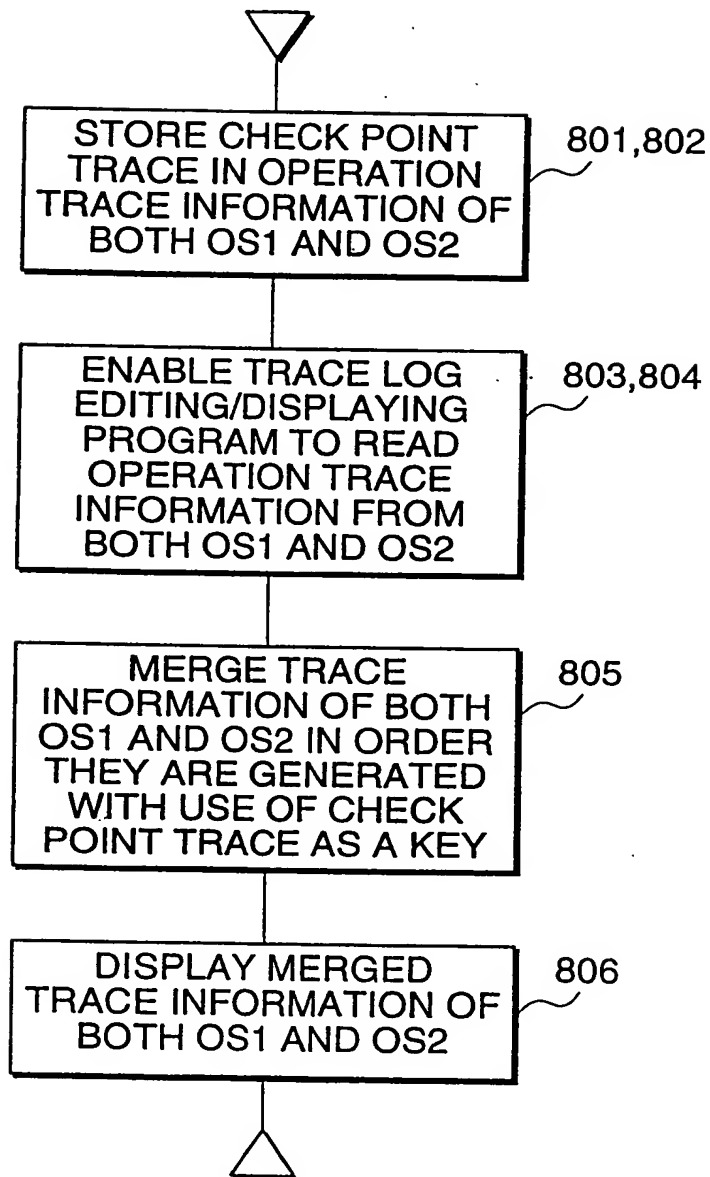 STORE CHECK POINT
TRACE IN OPERATION
TRACE INFORMATION OF
BOTH OS1 AND OS2
801,802
ENABLE TRACE LOG
EDITING/DISPLAYING
PROGRAM TO READ
OPERATION TRACE
INFORMATION FROM
BOTH OS1 AND OS2
803,804
MERGE TRACE
INFORMATION OF BOTH
OS1 AND OS2 IN ORDER
THEY ARE GENERATED
WITH USE OF CHECK
POINT TRACE AS A KEY
805
DISPLAY MERGED
TRACE INFORMATION OF
BOTH OS1 AND OS2
806